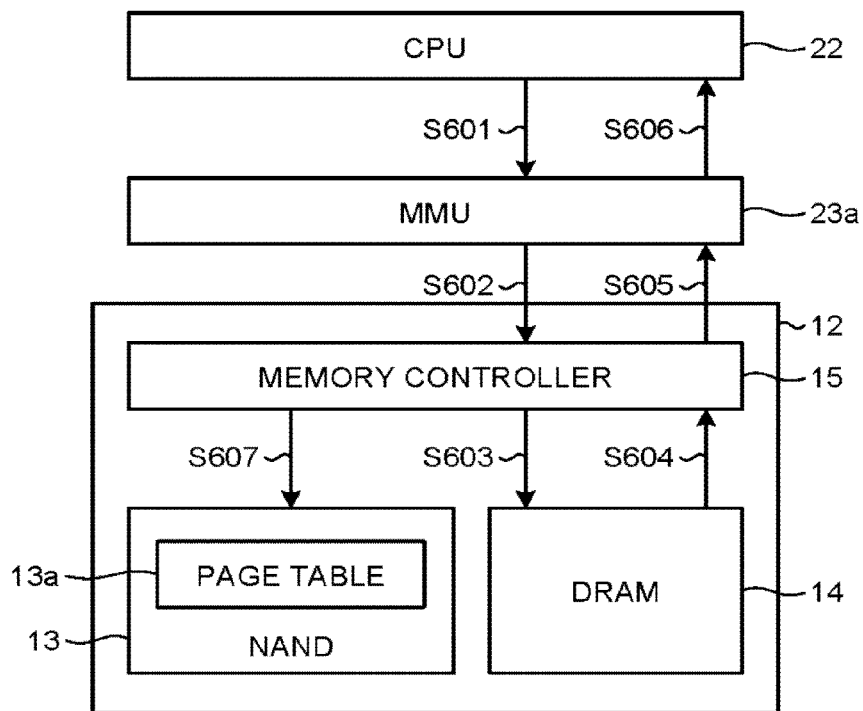 CPU
22
S601
S606
MMU
23a
S602
S605
12
MEMORY CONTROLLER
15
S607
S603
S604
13a
PAGE TABLE
DRAM
14
13
NAND